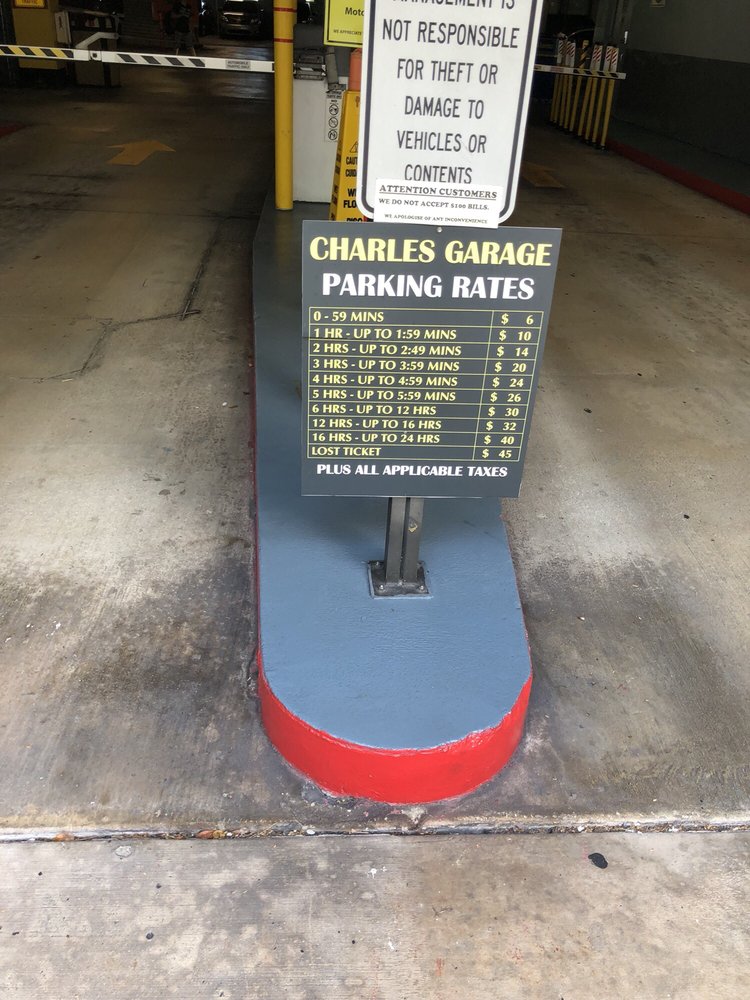 Moto
MANAGEMENT IS
NOT RESPONSIBLE
FOR THEFT OR
DAMAGE TO
VEHICLES OR
CONTENTS
ATTENTION CUSTOMERS
WE DO NOT ACCEPT $100 BILLS.
WE APOLOGISE OF ANY INCONVENIENCE
CHARLES GARAGE
PARKING RATES
0 - 59 MINS $ 6
1 HR - UP TO 1:59 MINS $ 10
2 HRS - UP TO 2:49 MINS $ 14
3 HRS - UP TO 3:59 MINS $ 20
4 HRS - UP TO 4:59 MINS $ 24
5 HRS - UP TO 5:59 MINS $ 26
6 HRS - UP TO 12 HRS $ 30
12 HRS - UP TO 16 HRS $ 32
16 HRS - UP TO 24 HRS $ 40
LOST TICKET $ 45
PLUS ALL APPLICABLE TAXES